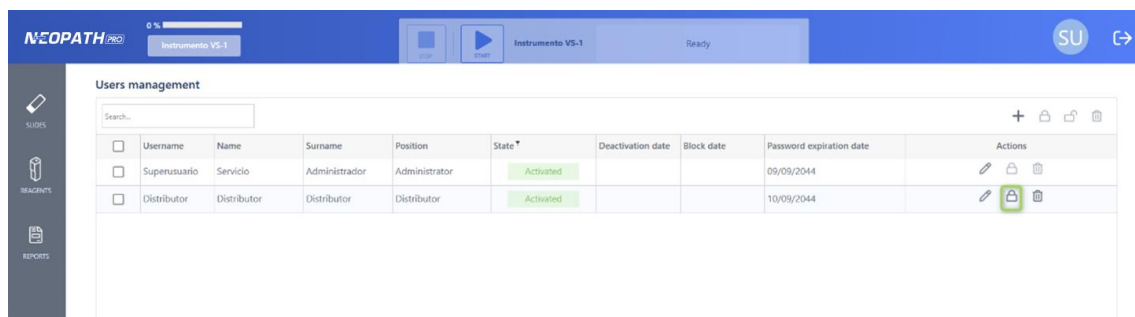 NEOPATH PRO
0 %
Instrumento VS-1
STOP
START
Instrumento VS-1
Ready
SU
SLIDES
REAGENTS
REPORTS
Users management
Search...
Username Name Surname Position State Deactivation date Block date Password expiration date Actions
Superusuario Servicio Administrador Administrator Activated 09/09/2044
Distributor Distributor Distributor Distributor Activated 10/09/2044